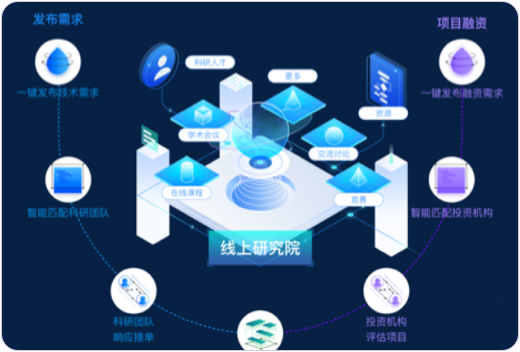 发布需求
项目融资
科研人才
更多
一键发布技术需求
一键发布融资需求
资源
学术会议
交流讨论
在线课程
竞赛
智能匹配科研团队
智能匹配投资机构
线上研究院
科研团队
响应接单
投资机构
评估项目